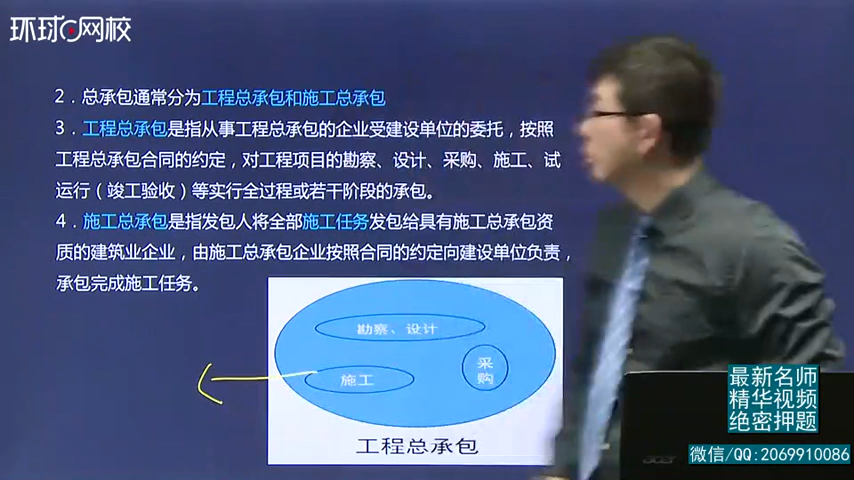 环球网校
2．总承包通常分为工程总承包和施工总承包
3．工程总承包是指从事工程总承包的企业受建设单位的委托，按照
工程总承包合同的约定，对工程项目的勘察、设计、采购、施工、试
运行（竣工验收）等实行全过程或若干阶段的承包。
4．施工总承包是指发包人将全部施工任务发包给具有施工总承包资
质的建筑业企业，由施工总承包企业按照合同的约定向建设单位负责，
承包完成施工任务。
勘察、设计
采
购
施工
工程总承包
最新名师
精华视频
绝密押题
微信/QQ:2069910086
acer